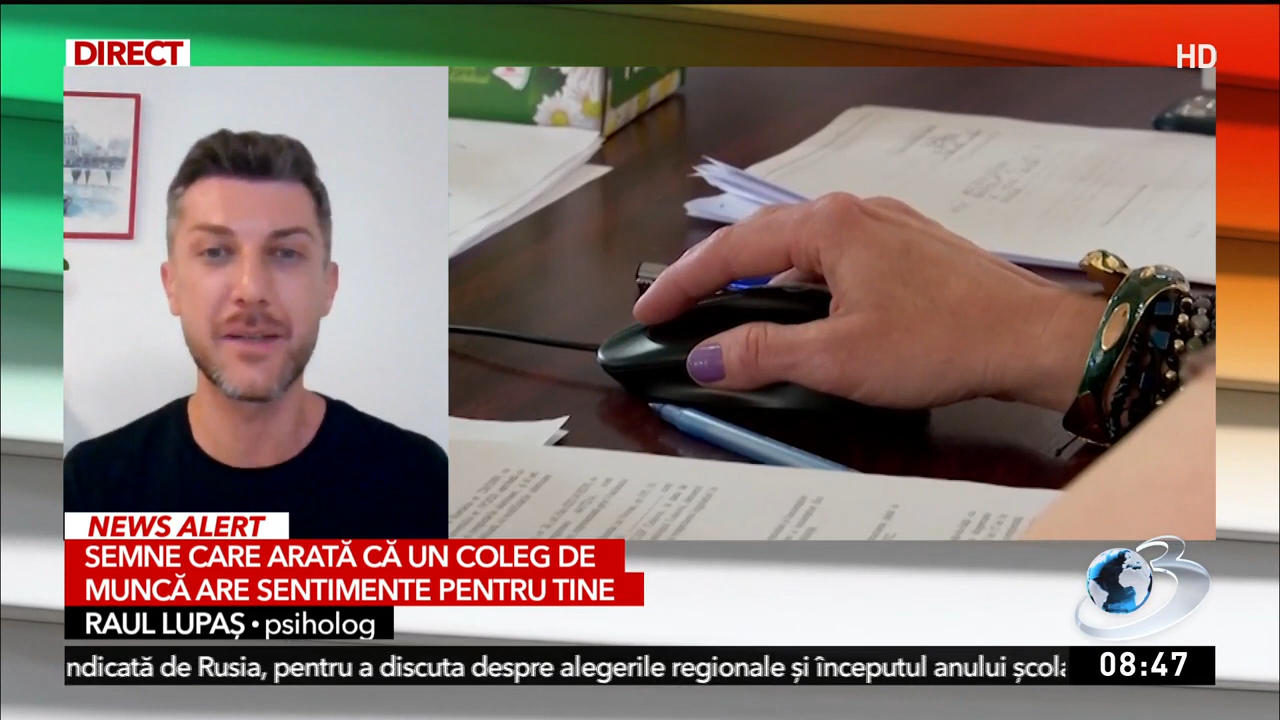 DIRECT
HD
NEWS ALERT
SEMNE CARE ARATĂ CĂ UN COLEG DE
MUNCĂ ARE SENTIMENTE PENTRU TINE
RAUL LUPAȘ • psiholog
3
ndicată de Rusia, pentru a discuta despre alegerile regionale și începutul anului școla
08:47